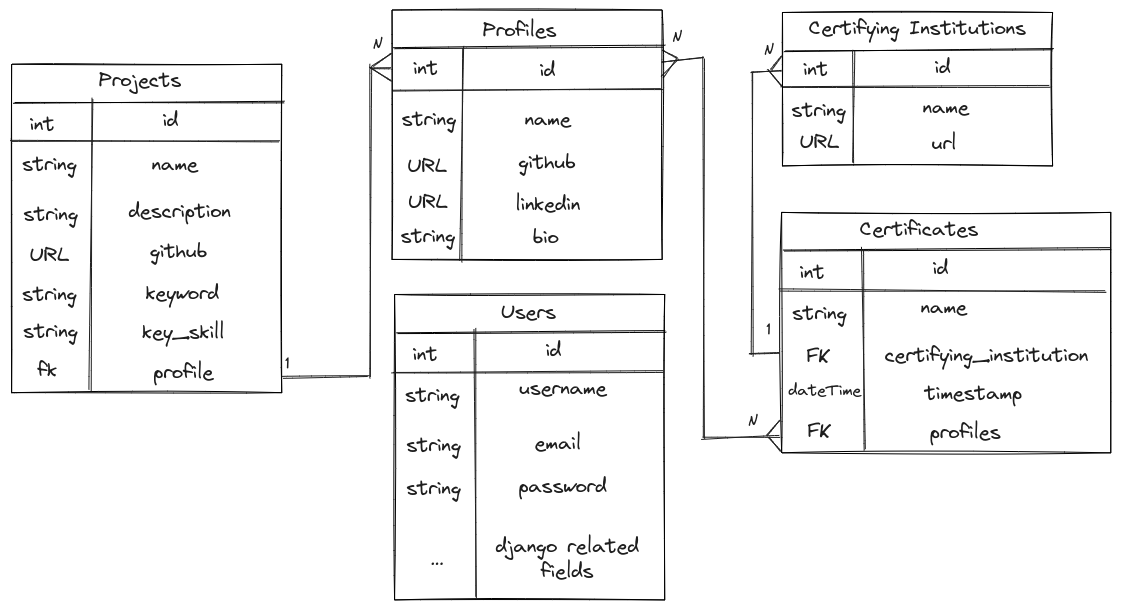 Projects
int id
string name
string description
URL github
string keyword
string key_skill
fk profile
1
N
Profiles
int id
string name
URL github
URL linkedin
string bio
N
Users
int id
string username
string email
string password
... django related
fields
N
Certifying Institutions
int id
string name
URL url
1
N
Certificates
int id
string name
FK certifying_institution
dateTime timestamp
FK profiles